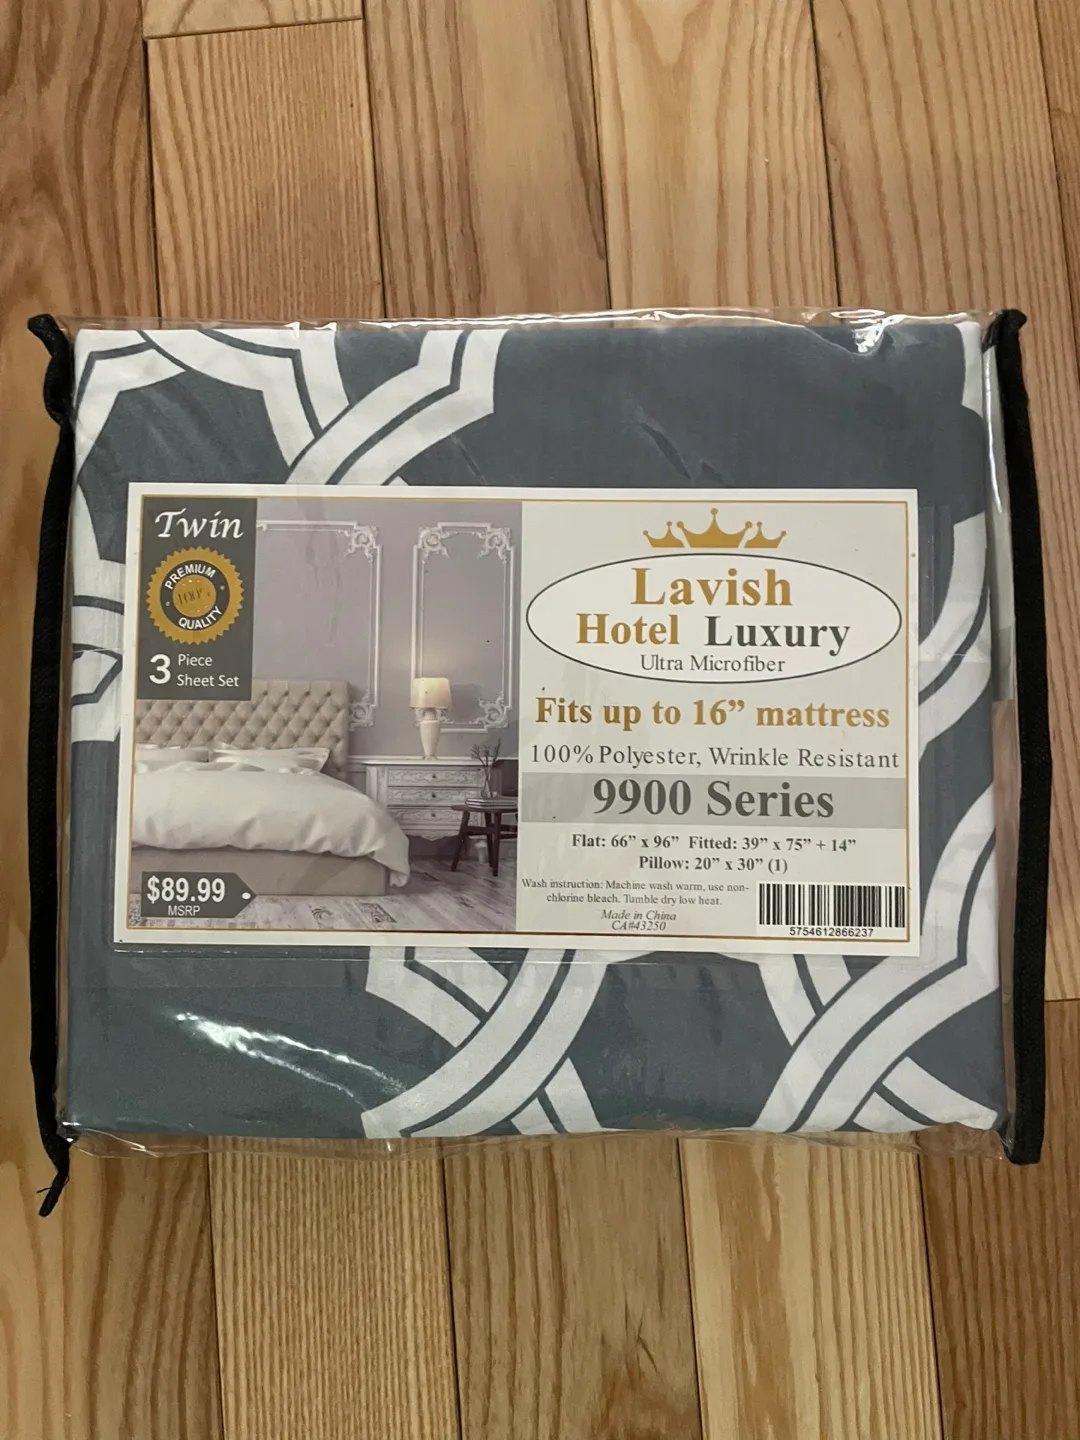 Twin
PREMIUM
100%
QUALITY
3 Piece
Sheet Set
$89.99
MSRP
Lavish
Hotel Luxury
Ultra Microfiber
Fits up to 16” mattress
100% Polyester, Wrinkle Resistant
9900 Series
Flat: 66” x 96” Fitted: 39” x 75” + 14”
Pillow: 20” x 30” (1)
Wash instruction: Machine wash warm, use non-
chlorine bleach. Tumble dry low heat.
Made in China
CA#43250
5754612866237